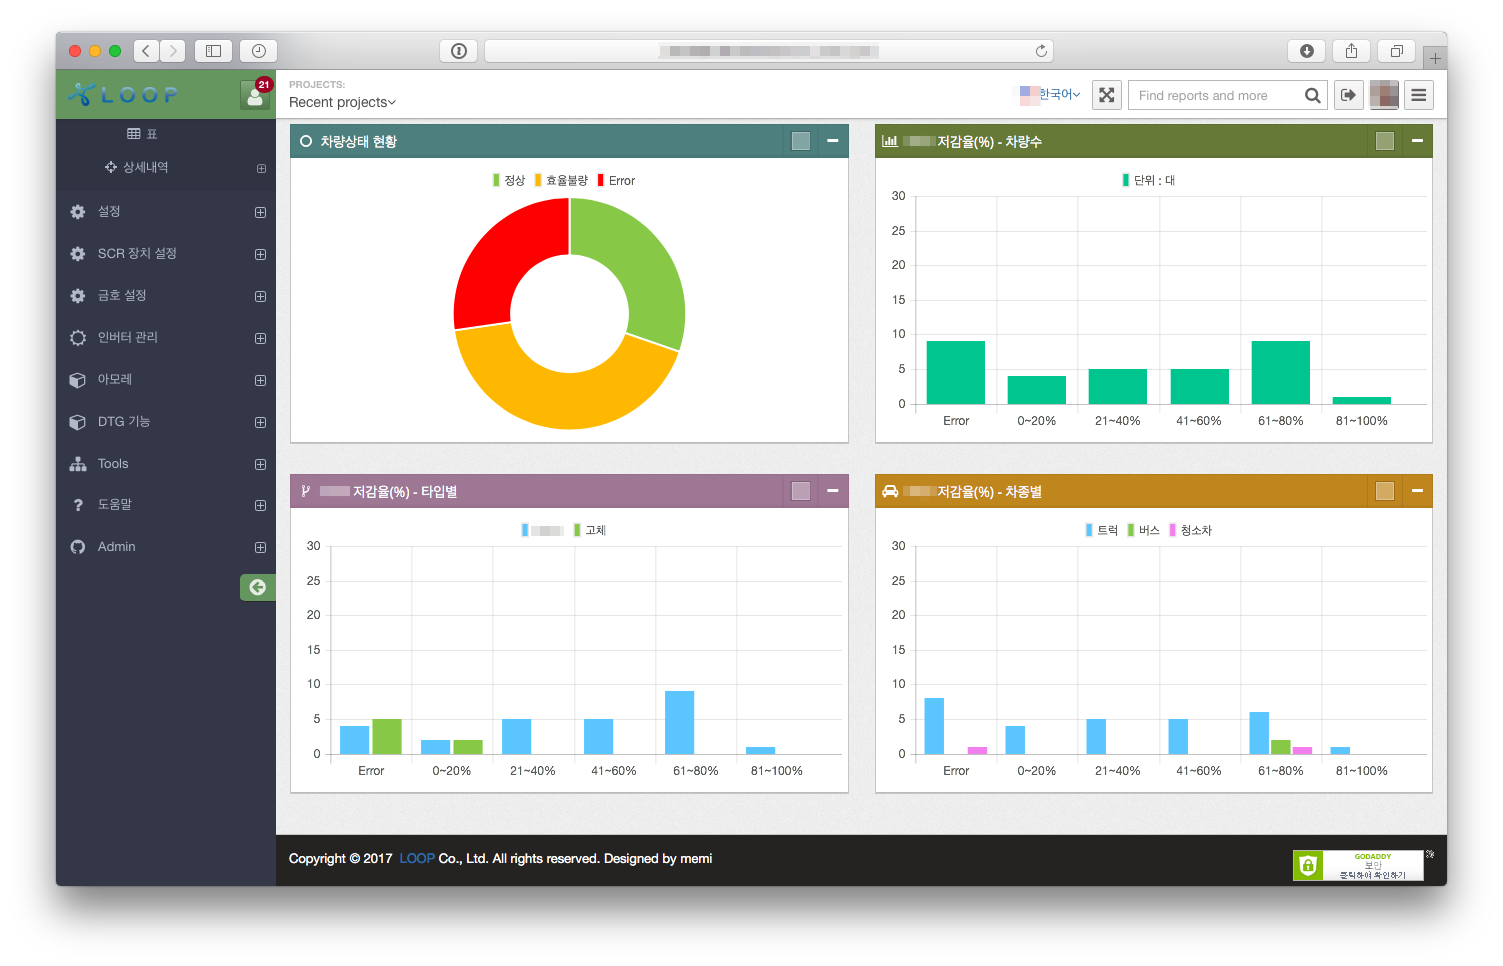 LOOP
21
PROJECTS:
Recent projects
한국어
Find reports and more
표
상세내역
설정
SCR 장치 설정
금호 설정
인버터 관리
아모레
DTG 기능
Tools
도움말
Admin
차량상태 현황
정상 효율불량 Error
저감율(%) - 차량수
단위 : 대
30
25
20
15
10
5
0
Error 0~20% 21~40% 41~60% 61~80% 81~100%
저감율(%) - 타입별
고체
30
25
20
15
10
5
0
Error 0~20% 21~40% 41~60% 61~80% 81~100%
저감율(%) - 차종별
트럭 버스 청소차
30
25
20
15
10
5
0
Error 0~20% 21~40% 41~60% 61~80% 81~100%
Copyright © 2017 LOOP Co., Ltd. All rights reserved. Designed by memi
GODADDY
보안
클릭하여 확인하기